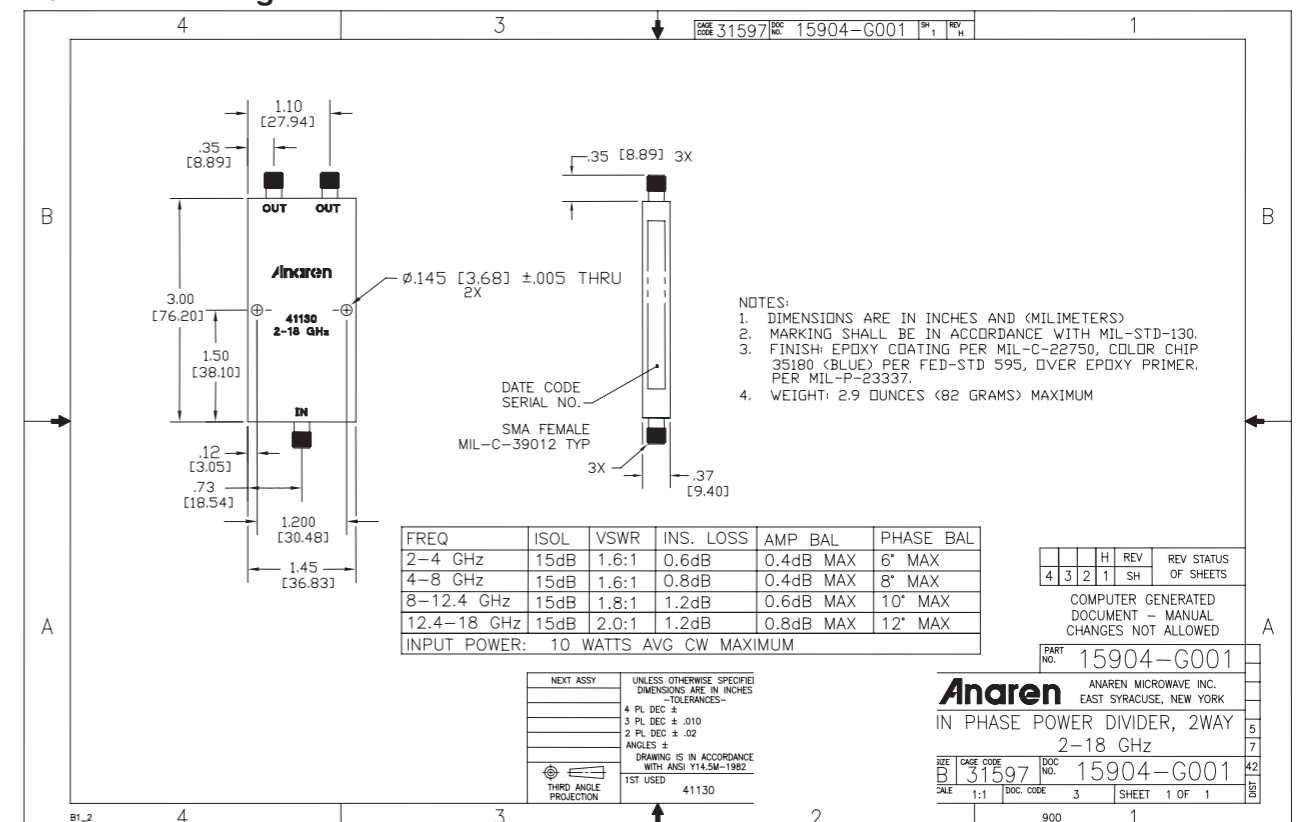 4 3 CAGE CODE 31597 DOC NO. 15904-G001 SH 1 REV H 1
1.10
[27.94]
.35
[8.89]
.35 [8.89] 3X
OUT OUT
B B
Anaren
Ø.145 [3.68] ±.005 THRU
2X
3.00
[76.20]
41130
2-18 GHz
1.50
[38.10]
NOTES:
1. DIMENSIONS ARE IN INCHES AND (MILIMETERS)
2. MARKING SHALL BE IN ACCORDANCE WITH MIL-STD-130.
3. FINISH: EPOXY COATING PER MIL-C-22750, COLOR CHIP
35180 (BLUE) PER FED-STD 595, OVER EPOXY PRIMER.
PER MIL-P-23337.
4. WEIGHT: 2.9 OUNCES (82 GRAMS) MAXIMUM
DATE CODE
SERIAL NO.
IN
SMA FEMALE
MIL-C-39012 TYP
3X
.12
[3.05]
.37
[9.40]
.73
[18.54]
1.200
[30.48]
1.45
[36.83]
FREQ ISOL VSWR INS. LOSS AMP BAL PHASE BAL
2-4 GHz 15dB 1.6:1 0.6dB 0.4dB MAX 6° MAX
4-8 GHz 15dB 1.6:1 0.8dB 0.4dB MAX 8° MAX
8-12.4 GHz 15dB 1.8:1 1.2dB 0.6dB MAX 10° MAX
12.4-18 GHz 15dB 2.0:1 1.2dB 0.8dB MAX 12° MAX
INPUT POWER: 10 WATTS AVG CW MAXIMUM
H REV REV STATUS
4 3 2 1 SH OF SHEETS
COMPUTER GENERATED
DOCUMENT - MANUAL
CHANGES NOT ALLOWED
A A
PART NO. 15904-G001
NEXT ASSY
UNLESS OTHERWISE SPECIFIED
DIMENSIONS ARE IN INCHES
-TOLERANCES-
4 PL DEC ±
3 PL DEC ± .010
2 PL DEC ± .02
ANGLES ±
DRAWING IS IN ACCORDANCE
WITH ANSI Y14.5M-1982
THIRD ANGLE
PROJECTION
1ST USED
41130
Anaren ANAREN MICROWAVE INC.
EAST SYRACUSE, NEW YORK
IN PHASE POWER DIVIDER, 2WAY
2-18 GHz
5
7
42
DIST
B CAGE CODE 31597 DOC NO. 15904-G001
1:1 DOC. CODE 3 SHEET 1 OF 1
B1_2 4 3 2 900 1